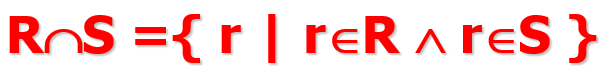 R∩S ={ r | r∈R ∧ r∈S }